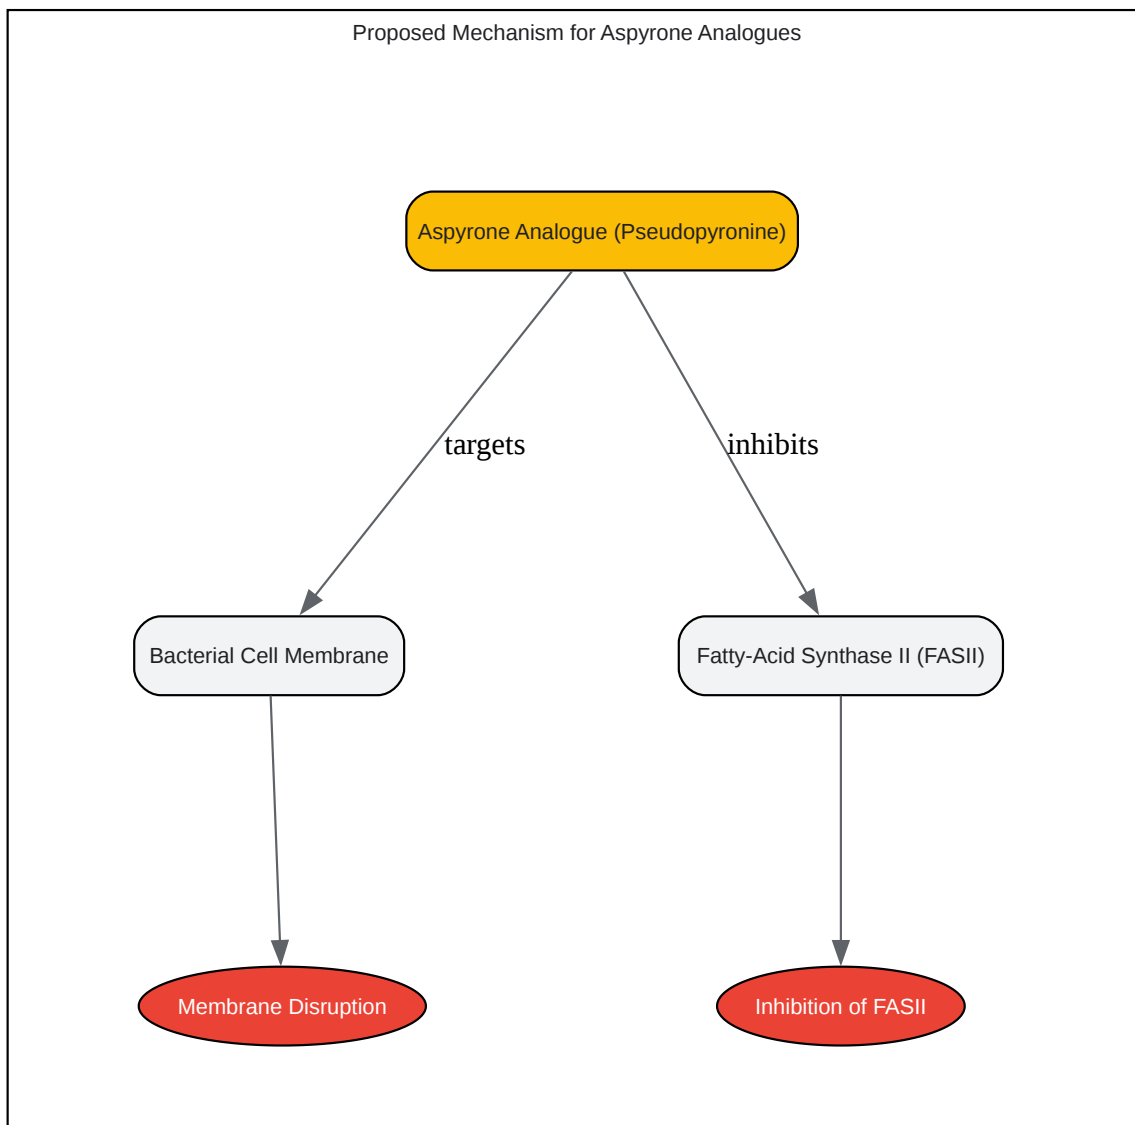 Proposed Mechanism for Aspyrone Analogues
Aspyrone Analogue (Pseudopyronine)
targets
inhibits
Bacterial Cell Membrane
Fatty-Acid Synthase II (FASII)
Membrane Disruption
Inhibition of FASII